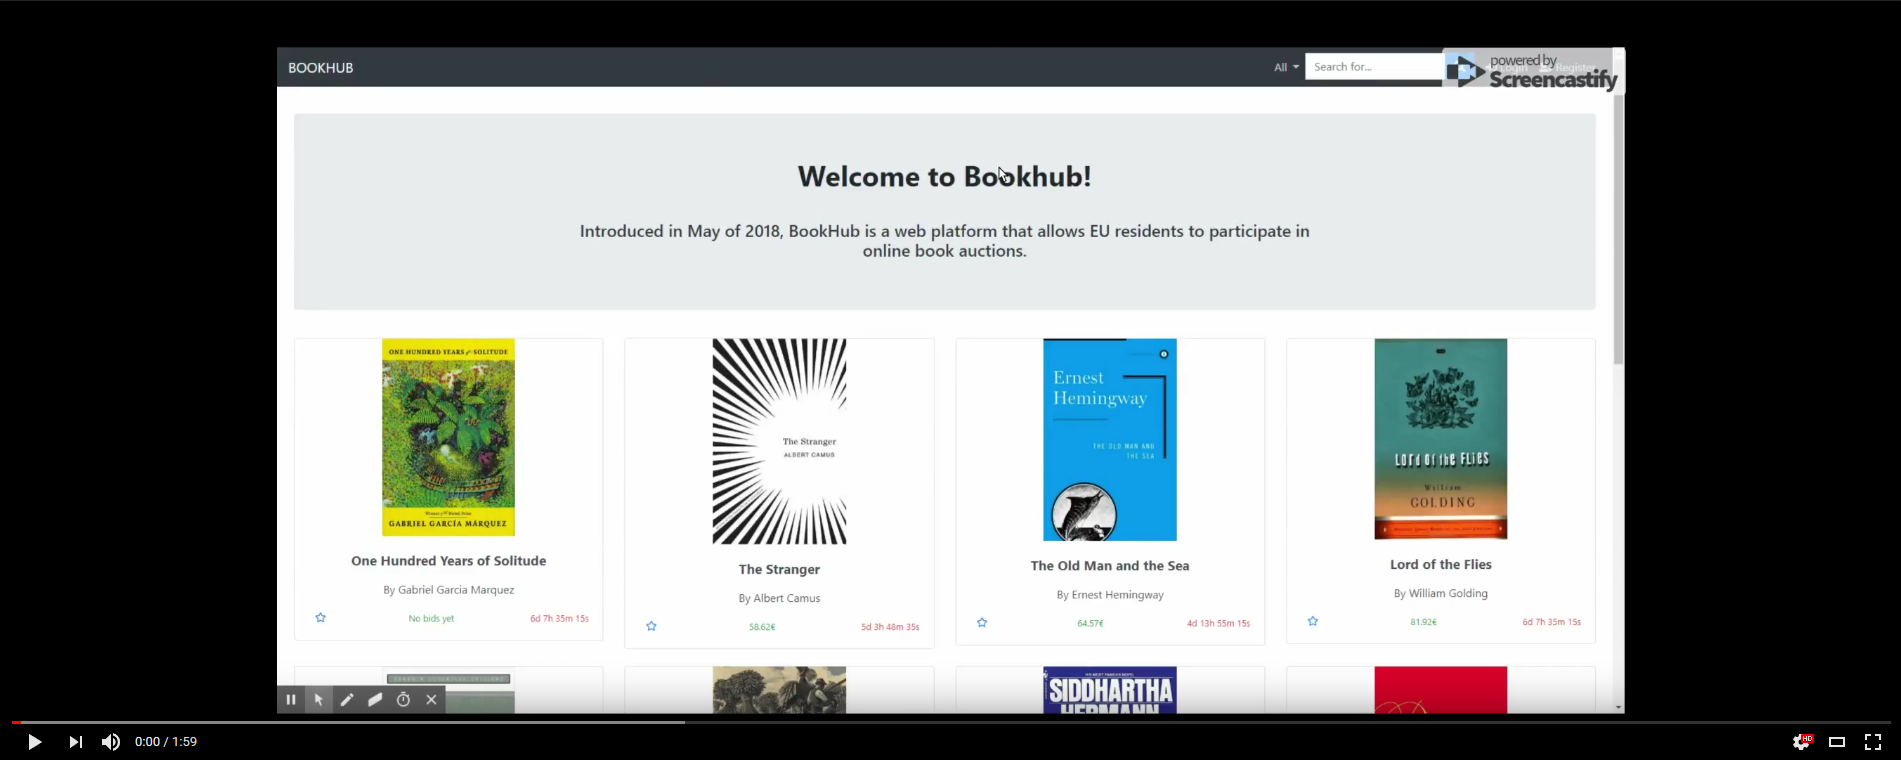 BOOKHUB
All
Search for...
Login
Register
powered by
Screencastify
Welcome to Bookhub!
Introduced in May of 2018, BookHub is a web platform that allows EU residents to participate in
online book auctions.
ONE HUNDRED YEARS of SOLITUDE
GABRIEL GARCÍA MÁRQUEZ
One Hundred Years of Solitude
By Gabriel Garcia Marquez
No bids yet
6d 7h 35m 15s
The Stranger
ALBERT CAMUS
The Stranger
By Albert Camus
58.62€
5d 3h 48m 35s
Ernest
Hemingway
THE OLD MAN AND
THE SEA
The Old Man and the Sea
By Ernest Hemingway
64.57€
4d 13h 55m 15s
LORD OF THE FLIES
William
GOLDING
Lord of the Flies
By William Golding
81.92€
6d 7h 35m 15s
SIDDHARTHA
HERMANN
0:00 / 1:59
HD